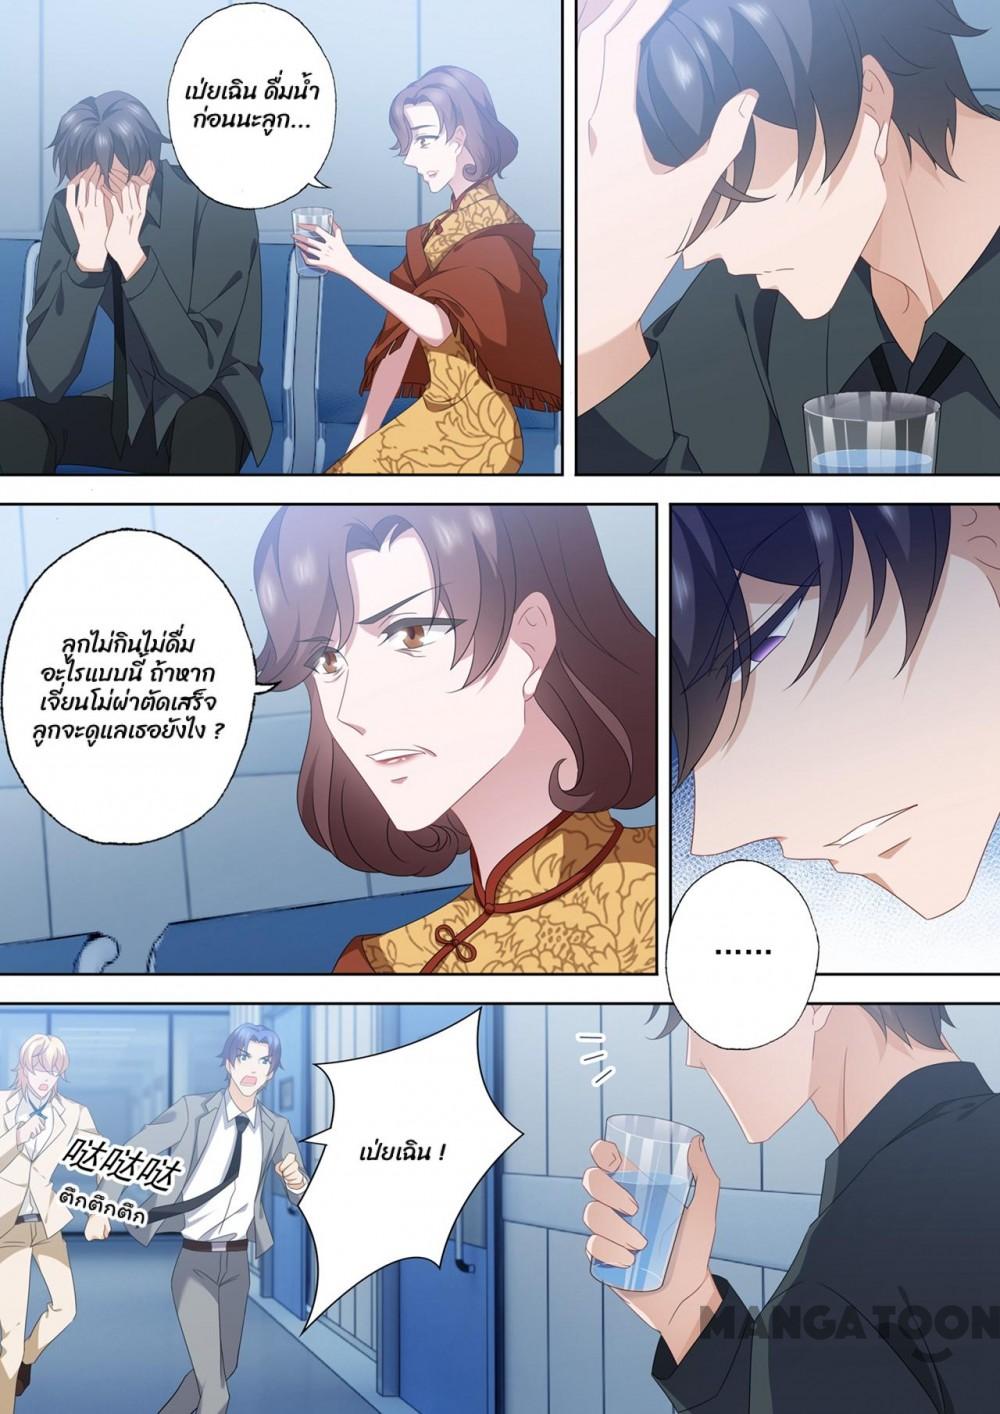 เป่ยเฉิน ดื่มน้ำ
ก่อนนะลูก...
ลูกไม่กินไม่ดื่ม
อะไรแบบนี้ ถ้าหาก
เจี่ยนโม่ผ่าตัดเสร็จ
ลูกจะดูแลเธอยังไง ?
......
哒哒哒
ตึกตึกตึก
เป่ยเฉิน !
MANGATOON